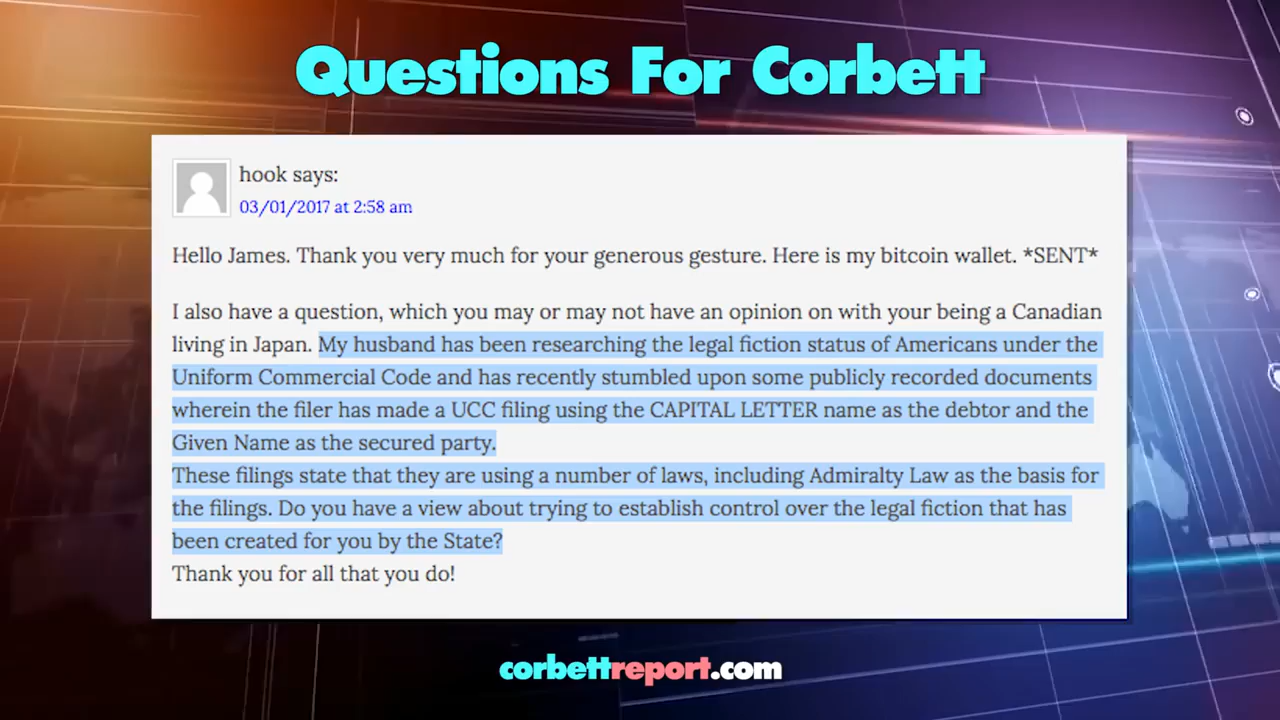 Questions For Corbett
hook says:
03/01/2017 at 2:58 am
Hello James. Thank you very much for your generous gesture. Here is my bitcoin wallet. *SENT*
I also have a question, which you may or may not have an opinion on with your being a Canadian
living in Japan. My husband has been researching the legal fiction status of Americans under the
Uniform Commercial Code and has recently stumbled upon some publicly recorded documents
wherein the filer has made a UCC filing using the CAPITAL LETTER name as the debtor and the
Given Name as the secured party.
These filings state that they are using a number of laws, including Admiralty Law as the basis for
the filings. Do you have a view about trying to establish control over the legal fiction that has
been created for you by the State?
Thank you for all that you do!
corbettreport.com